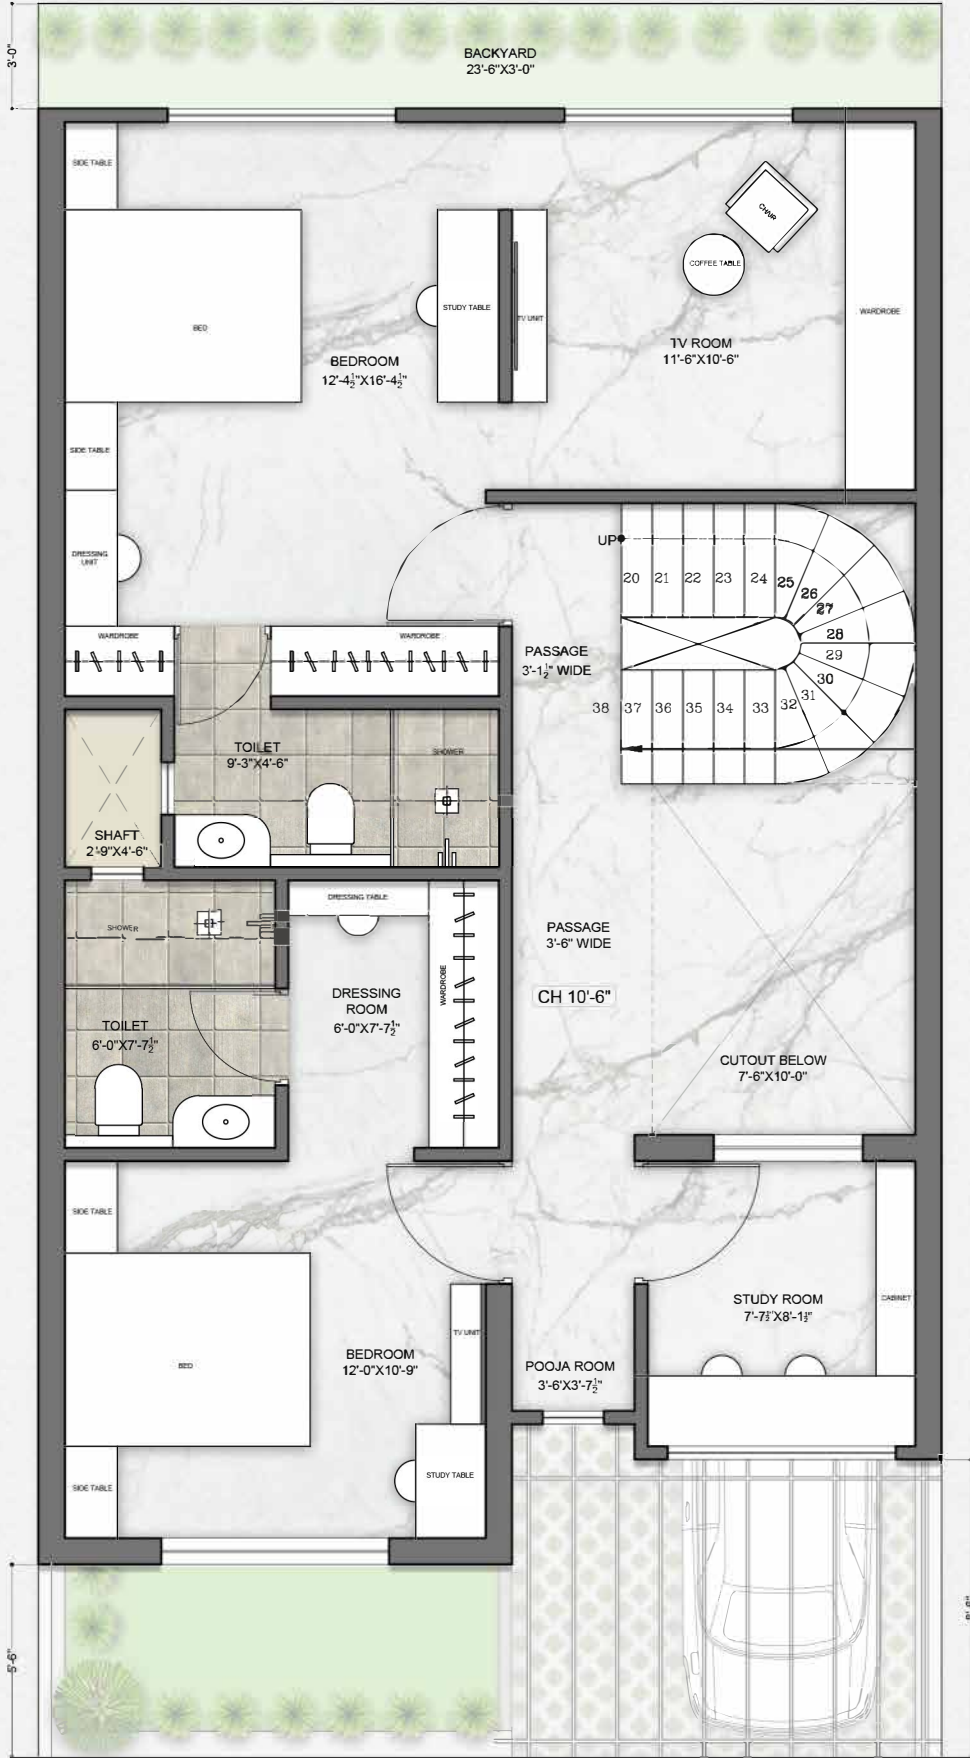 3'-0"
BACKYARD
23'-6"X3'-0"
SIDE TABLE
CHAIR
COFFEE TABLE
BED
STUDY TABLE
TV UNIT
WARDROBE
BEDROOM
12'-4½"X16'-4½"
TV ROOM
11'-6"X10'-6"
SIDE TABLE
DRESSING
UNIT
UP
20 21 22 23 24 25 26 27 28 29 30 31 32
38 37 36 35 34 33
WARDROBE
WARDROBE
PASSAGE
3'-1½" WIDE
TOILET
9'-3"X4'-6"
SHOWER
SHAFT
2'-9"X4'-6"
DRESSING TABLE
SHOWER
WARDROBE
PASSAGE
3'-6" WIDE
CH 10'-6"
DRESSING
ROOM
6'-0"X7'-7½"
TOILET
6'-0"X7'-7½"
CUTOUT BELOW
7'-6"X10'-0"
SIDE TABLE
STUDY ROOM
7'-7½"X8'-1½"
CABINET
TV UNIT
BED
BEDROOM
12'-0"X10'-9"
POOJA ROOM
3'-6'X3'-7½"
STUDY TABLE
SIDE TABLE
5'-6"